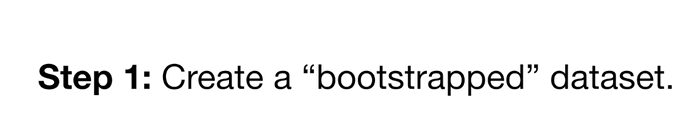 Step 1: Create a “bootstrapped” dataset.